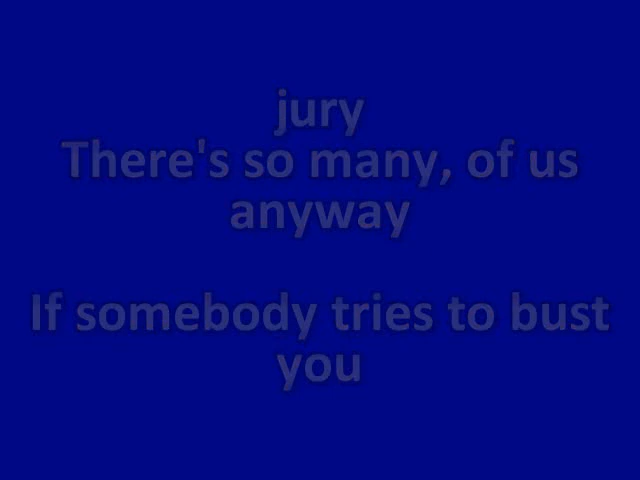 jury
There's so many, of us
anyway
If somebody tries to bust
you